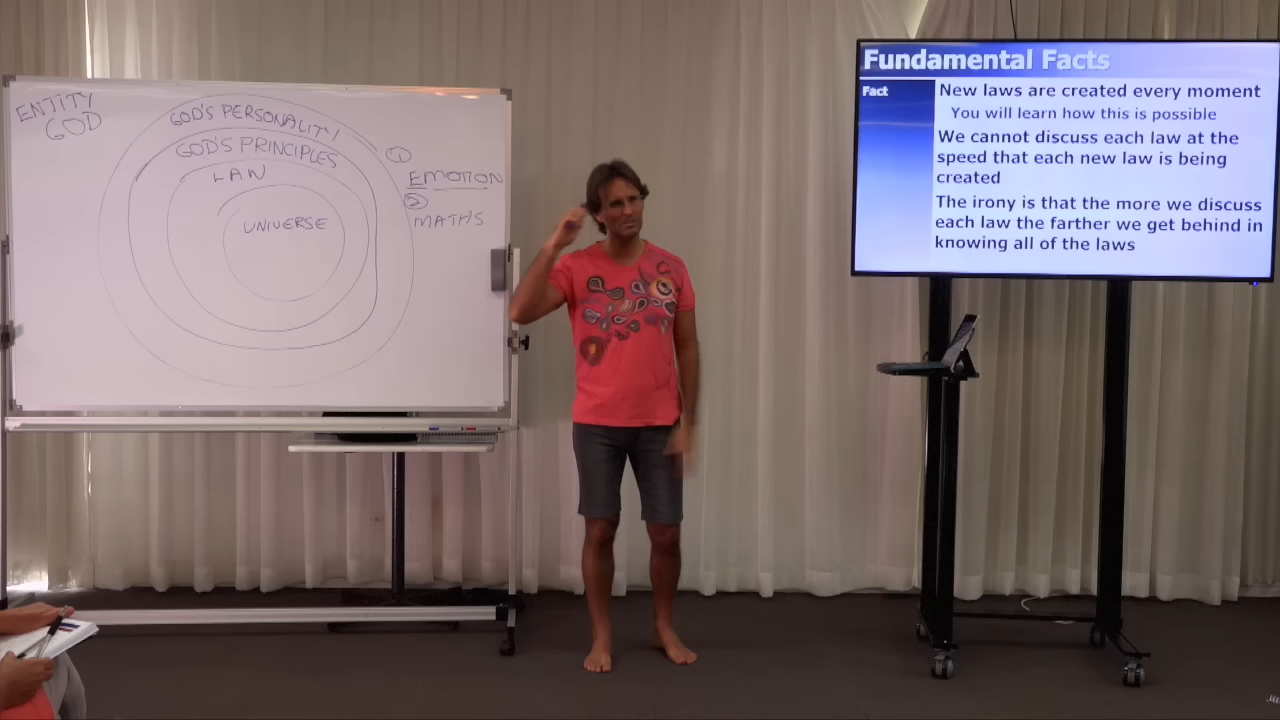 ENTITY
GOD
GOD'S PERSONALITY
GOD'S PRINCIPLES
LAW
UNIVERSE
①
EMOTION
②
MATHS
Fundamental Facts
Fact
New laws are created every moment
You will learn how this is possible
We cannot discuss each law at the
speed that each new law is being
created
The irony is that the more we discuss
each law the farther we get behind in
knowing all of the laws